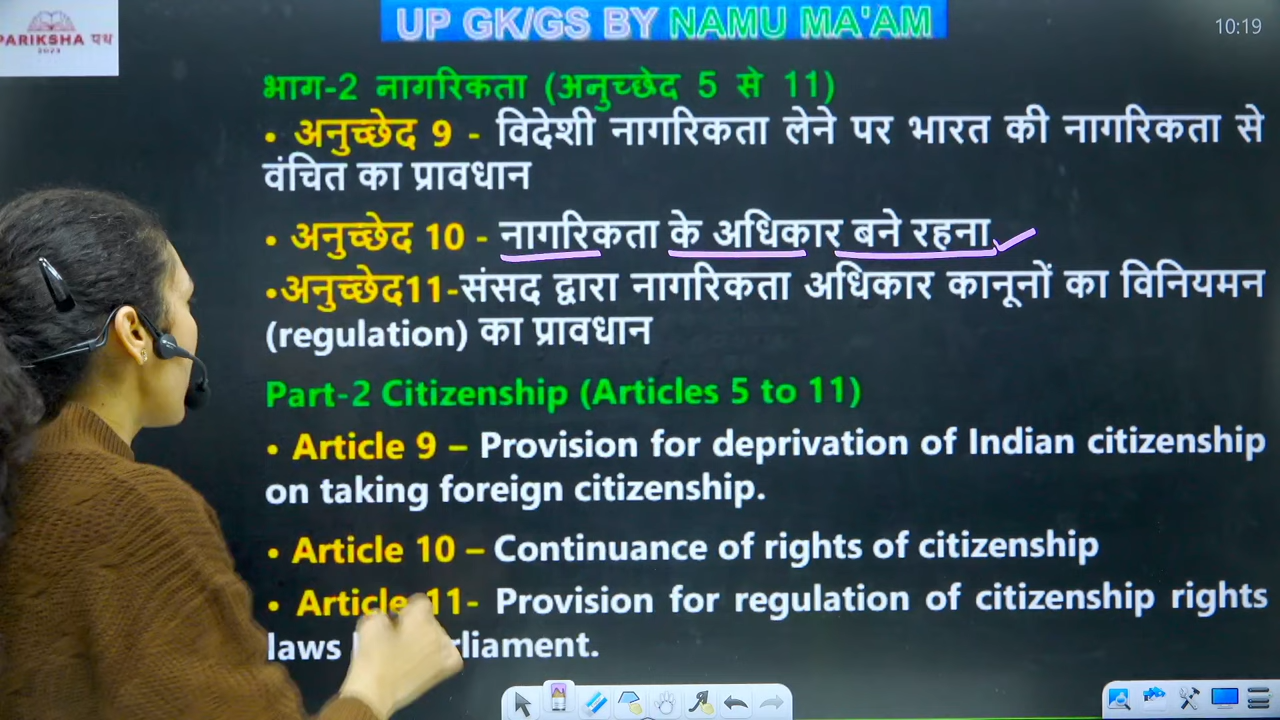 PARIKSHA पथ
2023
UP GK/GS BY NAMU MA'AM
10:19
भाग-2 नागरिकता (अनुच्छेद 5 से 11)
• अनुच्छेद 9 - विदेशी नागरिकता लेने पर भारत की नागरिकता से
वंचित का प्रावधान
• अनुच्छेद 10 - नागरिकता के अधिकार बने रहना
•अनुच्छेद11-संसद द्वारा नागरिकता अधिकार कानूनों का विनियमन
(regulation) का प्रावधान
Part-2 Citizenship (Articles 5 to 11)
• Article 9 – Provision for deprivation of Indian citizenship
on taking foreign citizenship.
• Article 10 – Continuance of rights of citizenship
• Article 11- Provision for regulation of citizenship rights
laws